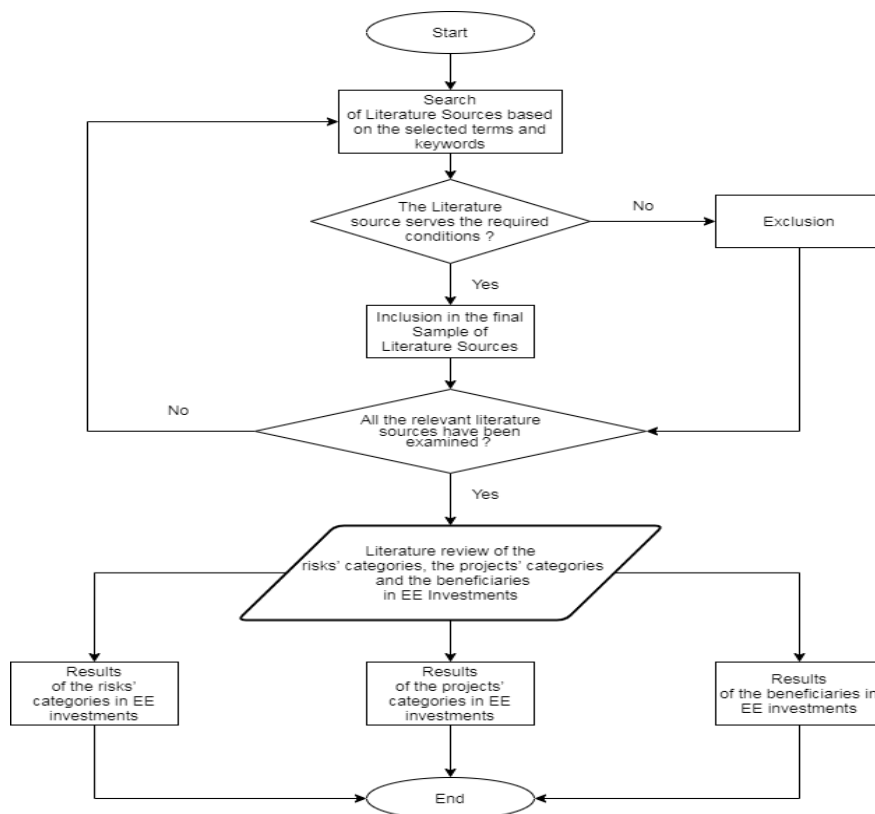 Start
Search
of Literature Sources based
on the selected terms and
keywords
The Literature
source serves the required
conditions ?
No
Exclusion
Yes
Inclusion in the final
Sample of
Literature Sources
No
All the relevant literature
sources have been
examined ?
Yes
Literature review of the
risks' categories, the projects' categories
and the beneficiaries
in EE Investments
Results
of the risks'
categories in EE
investments
Results
of the projects'
categories in EE
investments
Results
of the beneficiaries in
EE investments
End